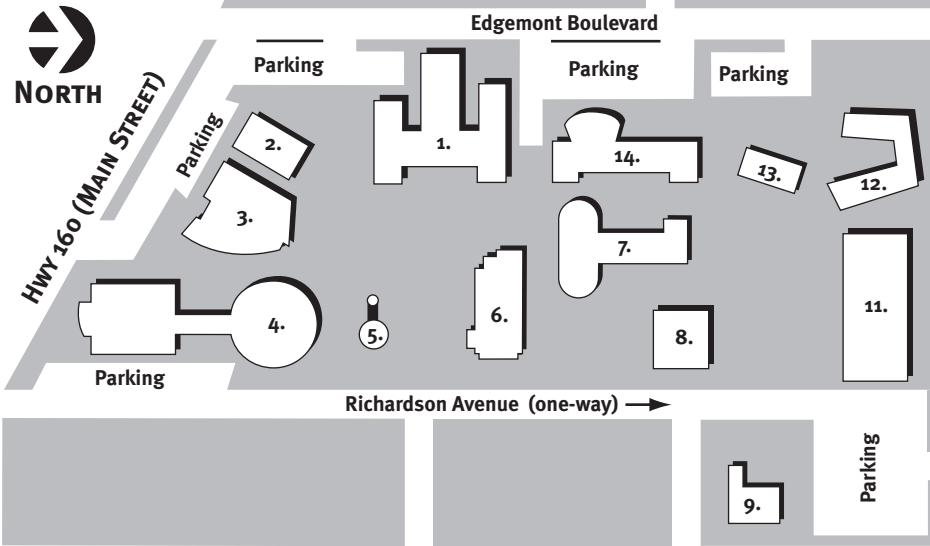 Edgemont Boulevard
NORTH
HWY 160 (MAIN STREET)
Parking
Parking
Parking
Parking
1.
2.
3.
14.
13.
12.
7.
4.
5.
6.
8.
11.
Parking
Richardson Avenue (one-way)
Parking
9.